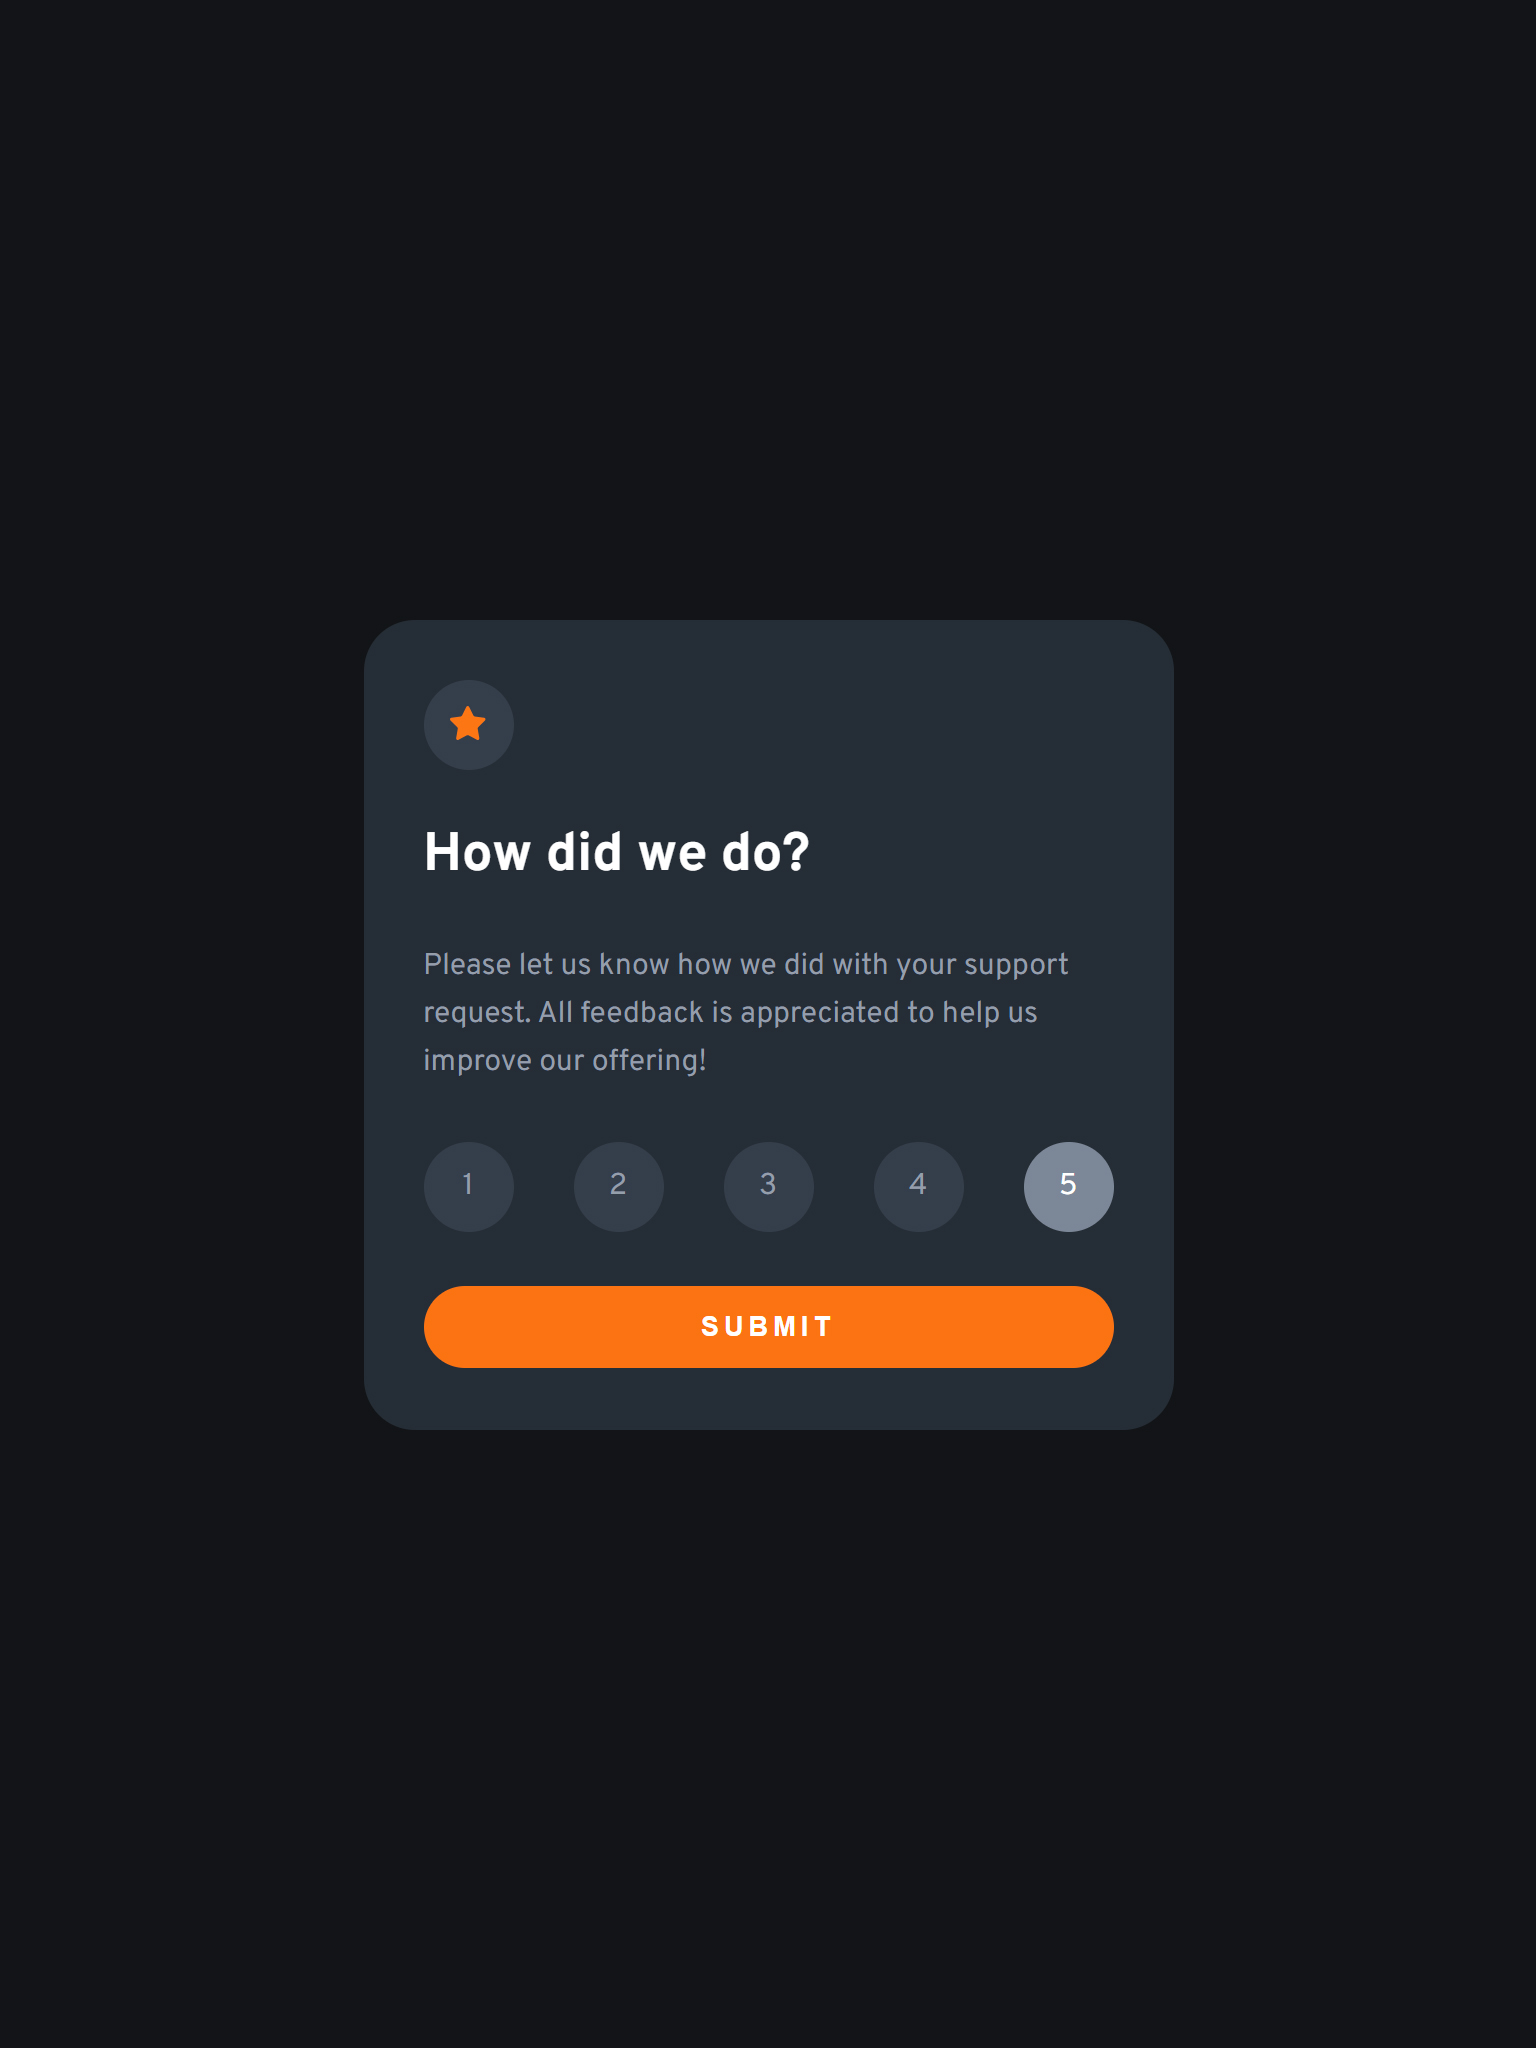 How did we do?
Please let us know how we did with your support
request. All feedback is appreciated to help us
improve our offering!
1 2 3 4 5
SUBMIT